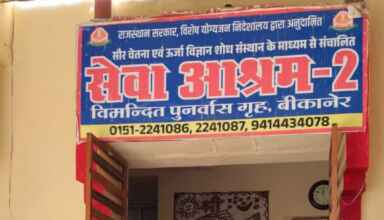 राजस्थान सरकार, विशेष योग्यजन निदेशालय द्वारा अनुदानित
सौर चेतना एवं ऊर्जा विज्ञान शोध संस्थान के माध्यम से संचालित
सेवा आश्रम-2
विमन्दित पुनर्वास गृह, बीकानेर
0151-2241086, 2241087, 9414434078